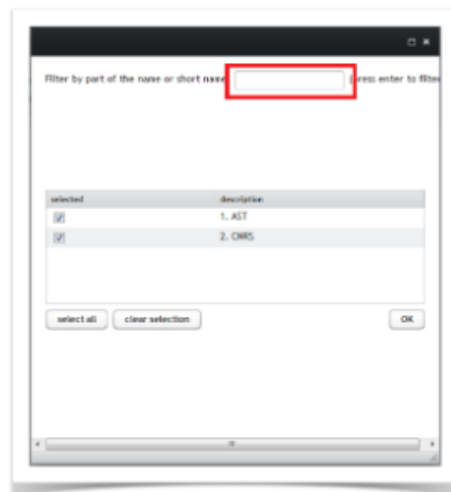 Filter by part of the name or short name (press enter to filter
selected description
1. AST
2. CNRS
select all clear selection OK